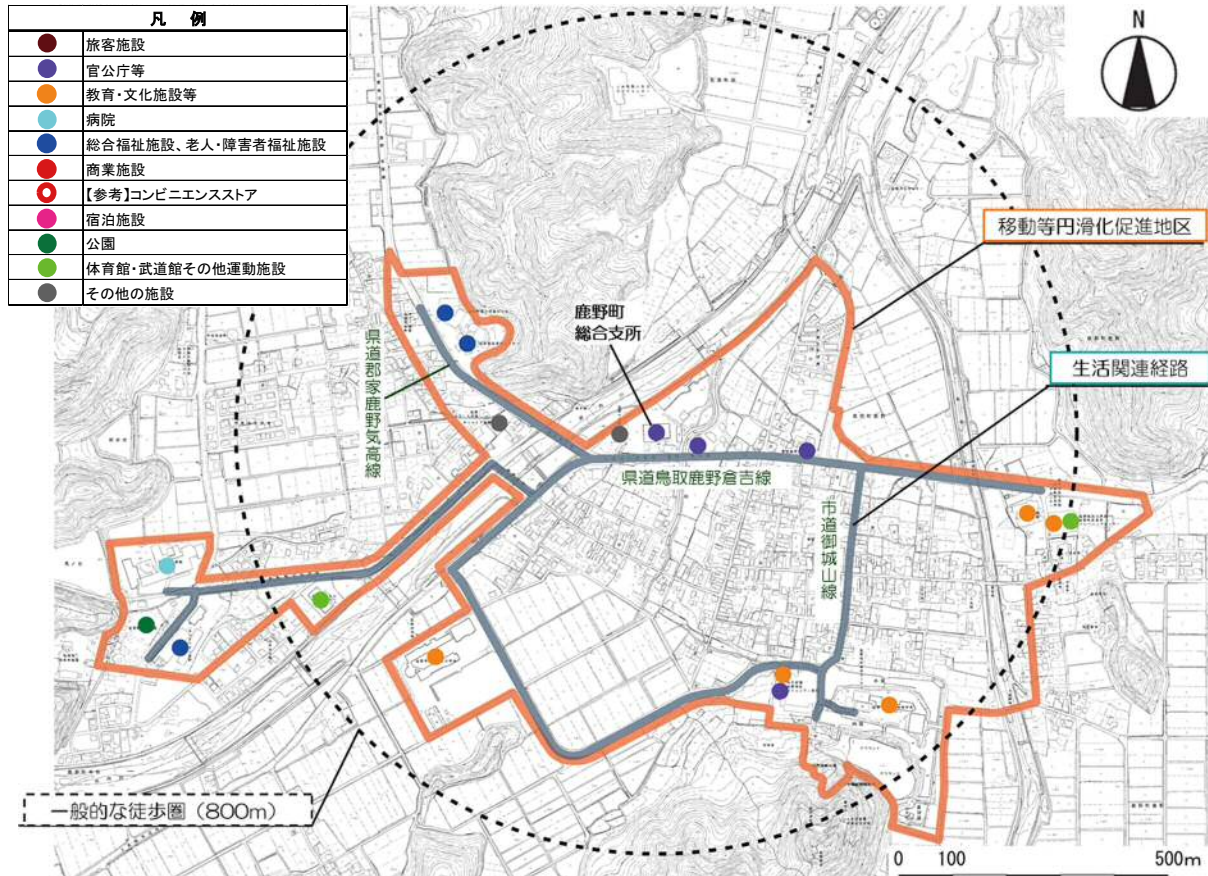 凡 例
旅客施設
官公庁等
教育・文化施設等
病院
総合福祉施設、老人・障害者福祉施設
商業施設
【参考】コンビニエンスストア
宿泊施設
公園
体育館・武道館その他運動施設
その他の施設
N
移動等円滑化促進地区
鹿野町
総合支所
県道郡家鹿野気高線
生活関連経路
県道鳥取鹿野倉吉線
市道御城山線
一般的な徒歩圏（800m）
0 100 500m